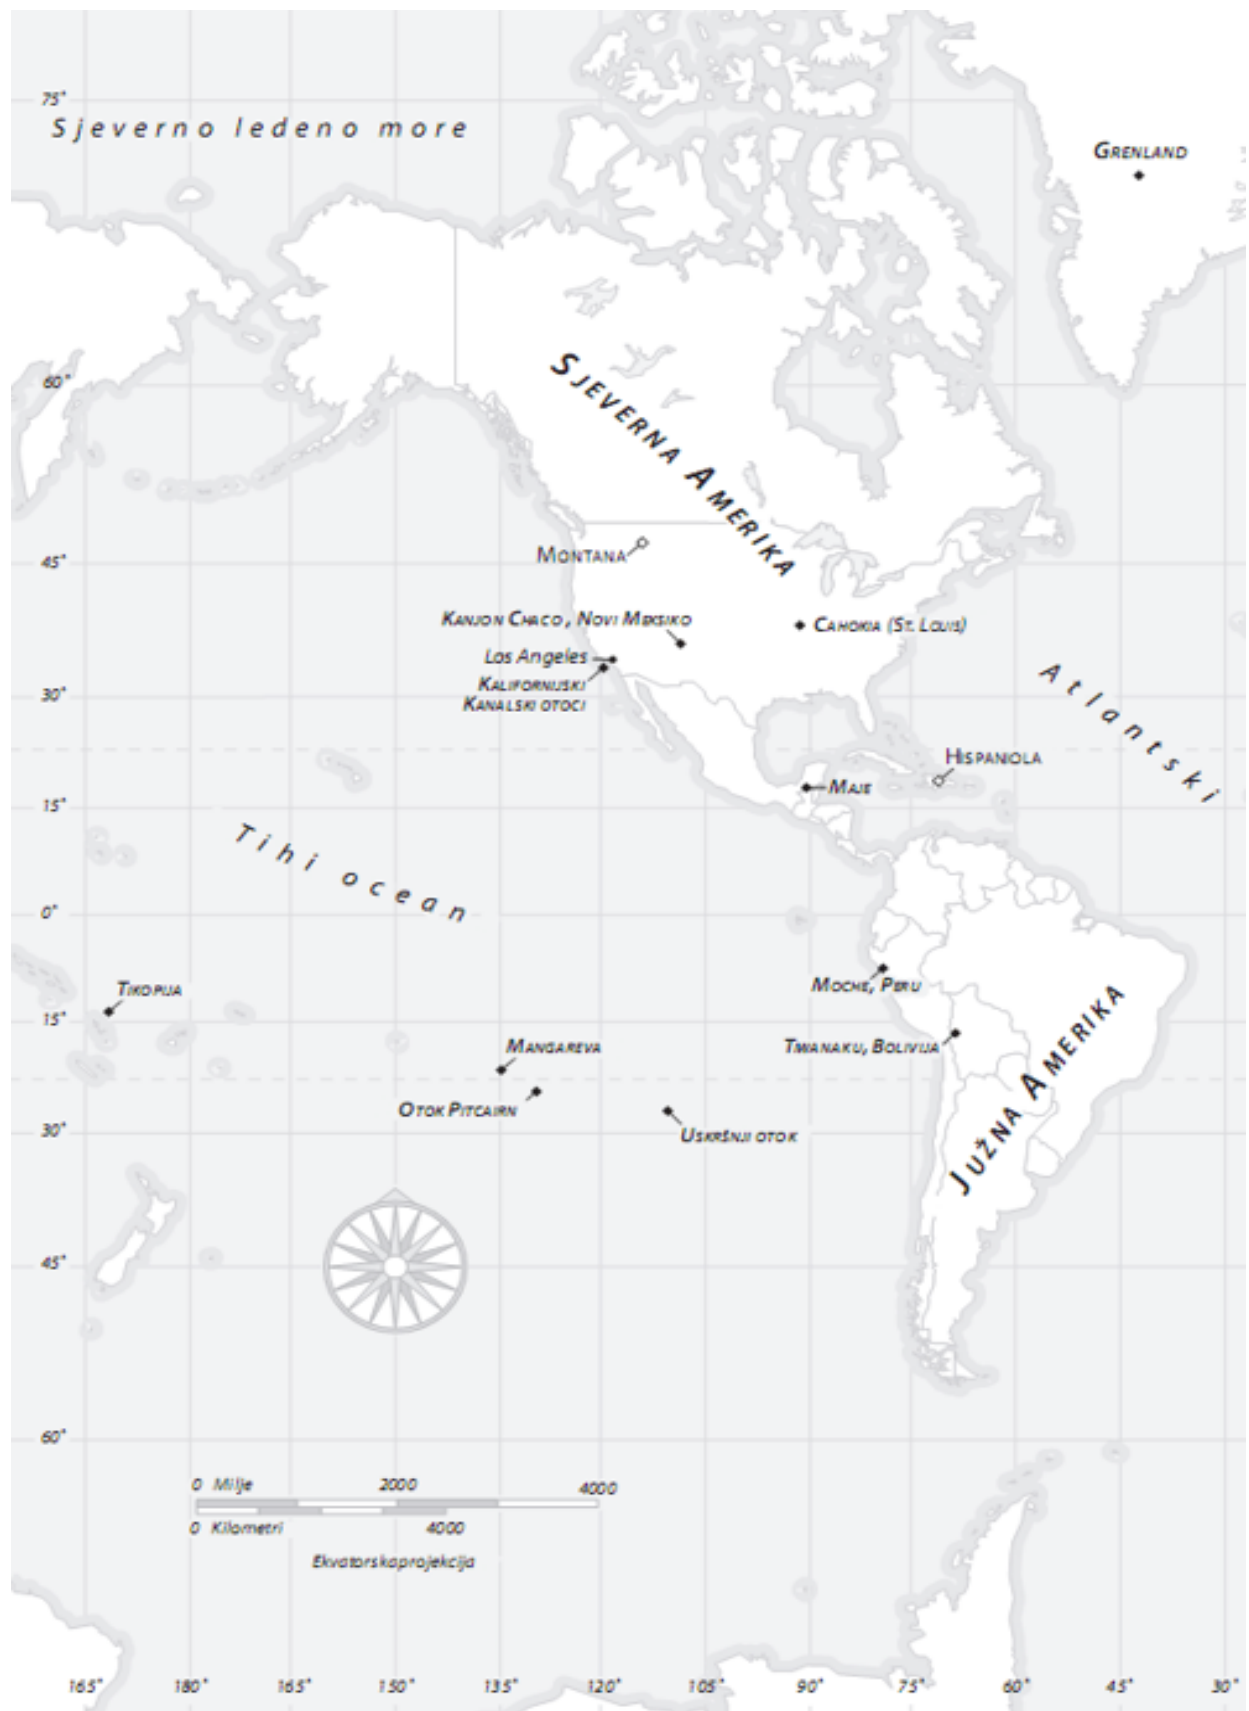 75°
Sjeverno ledeno more
GRENLAND
60°
SJEVERNA AMERIKA
MONTANA
45°
KANJON CHACO, NOVI MEKSIKO
CAHOKIA (ST. LOUIS)
Los Angeles
KALIFORNIJSKI
KANALSKI OTOCI
30°
Atlantski
HISPANIOLA
MAJE
15°
Tihi ocean
0°
TIKOPIJA
MOCHE, PERU
15°
MANGAREVA
TIWANAKU, BOLIVIJA
JUŽNA AMERIKA
OTOK PITCAIRN
USKRŠNJI OTOK
30°
45°
60°
0 Milje 2000 4000
0 Kilometri 4000
Ekvatorskaprojekcija
165° 180° 165° 150° 135° 120° 105° 90° 75° 60° 45° 30°